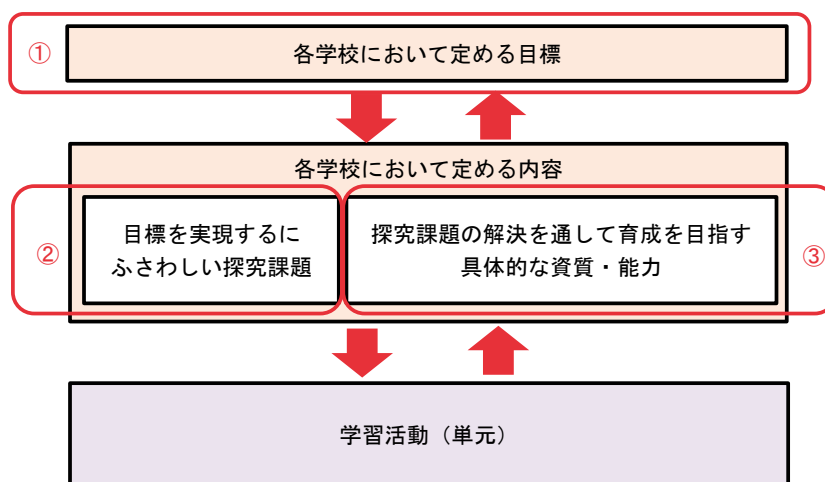 ①
各学校において定める目標
各学校において定める内容
②
目標を実現するに
ふさわしい探究課題
探究課題の解決を通して育成を目指す
具体的な資質・能力
③
学習活動（単元）